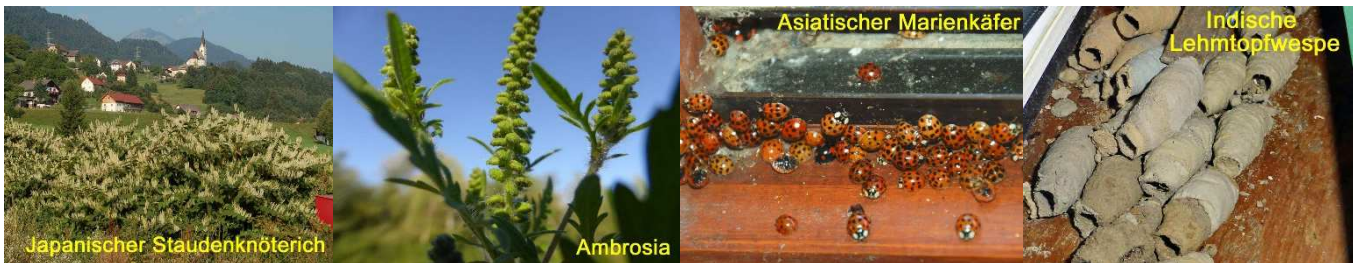 Japanischer Staudenknöterich
Ambrosia
Asiatischer Marienkäfer
Indische
Lehmtopfwespe